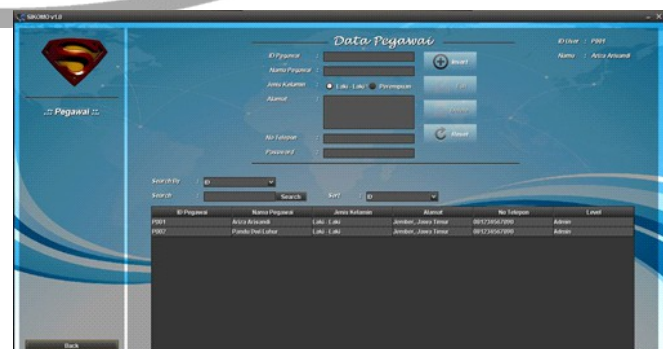 SIKOMO v1.0
Data Pegawai
ID User : P001
Nama : Ariza Arisandi
.:: Pegawai ::.
ID Pegawai :
Nama Pegawai :
Jenis Kelamin : Laki - Laki Perempuan
Alamat :
No Telepon :
Password :
Insert
Edit
Delete
Reset
Search By : ID
Search : Search Sort : ID
ID Pegawai Nama Pegawai Jenis Kelamin Alamat No Telepon Level
P001 Ariza Arisandi Laki - Laki Jember, Jawa Timur 081234567890 Admin
P002 Pandu Dwi Luhur Laki - Laki Jember, Jawa Timur 081234567890 Admin
Back